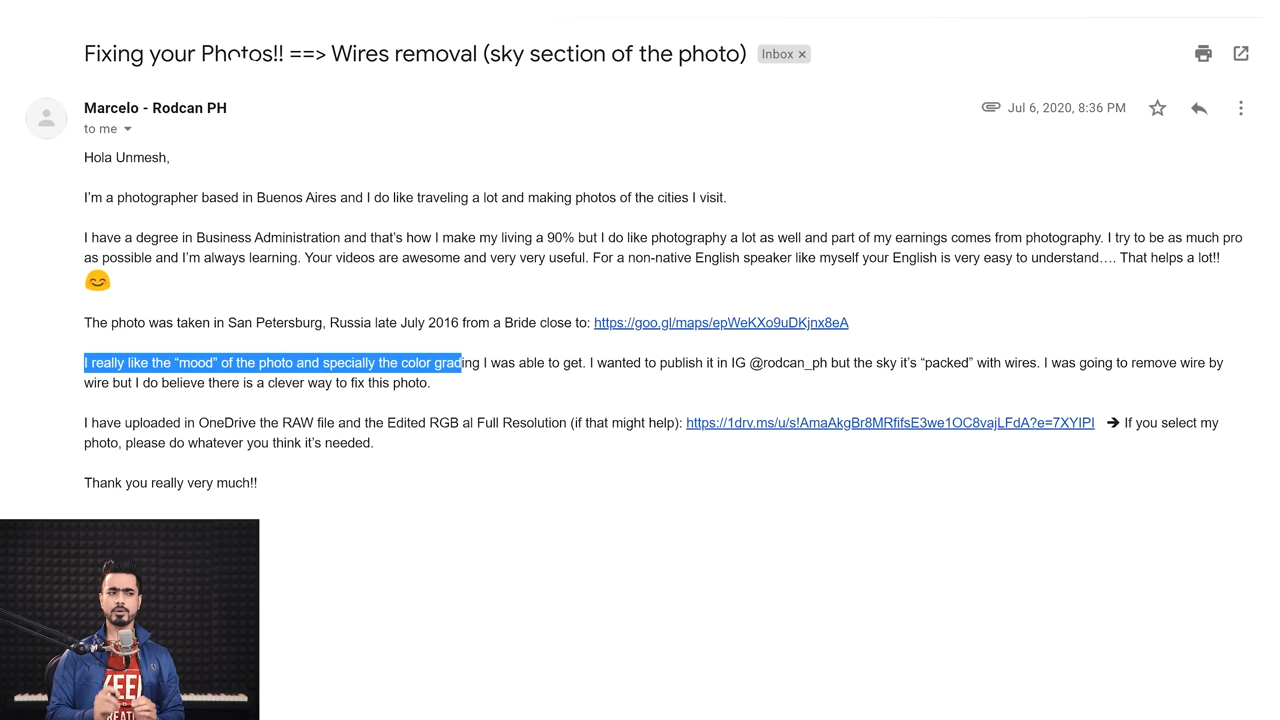 Fixing your Photos!! ==> Wires removal (sky section of the photo) Inbox ×
Marcelo - Rodcan PH
Jul 6, 2020, 8:36 PM
to me
Hola Unmesh,
I’m a photographer based in Buenos Aires and I do like traveling a lot and making photos of the cities I visit.
I have a degree in Business Administration and that’s how I make my living a 90% but I do like photography a lot as well and part of my earnings comes from photography. I try to be as much pro
as possible and I’m always learning. Your videos are awesome and very very useful. For a non-native English speaker like myself your English is very easy to understand…. That helps a lot!!
😊
The photo was taken in San Petersburg, Russia late July 2016 from a Bride close to: https://goo.gl/maps/epWeKXo9uDKjnx8eA
I really like the “mood” of the photo and specially the color grading I was able to get. I wanted to publish it in IG @rodcan_ph but the sky it’s “packed” with wires. I was going to remove wire by
wire but I do believe there is a clever way to fix this photo.
I have uploaded in OneDrive the RAW file and the Edited RGB al Full Resolution (if that might help): https://1drv.ms/u/s!AmaAkgBr8MRfifsE3we1OC8vajLFdA?e=7XYIPI ➔ If you select my
photo, please do whatever you think it’s needed.
Thank you really very much!!